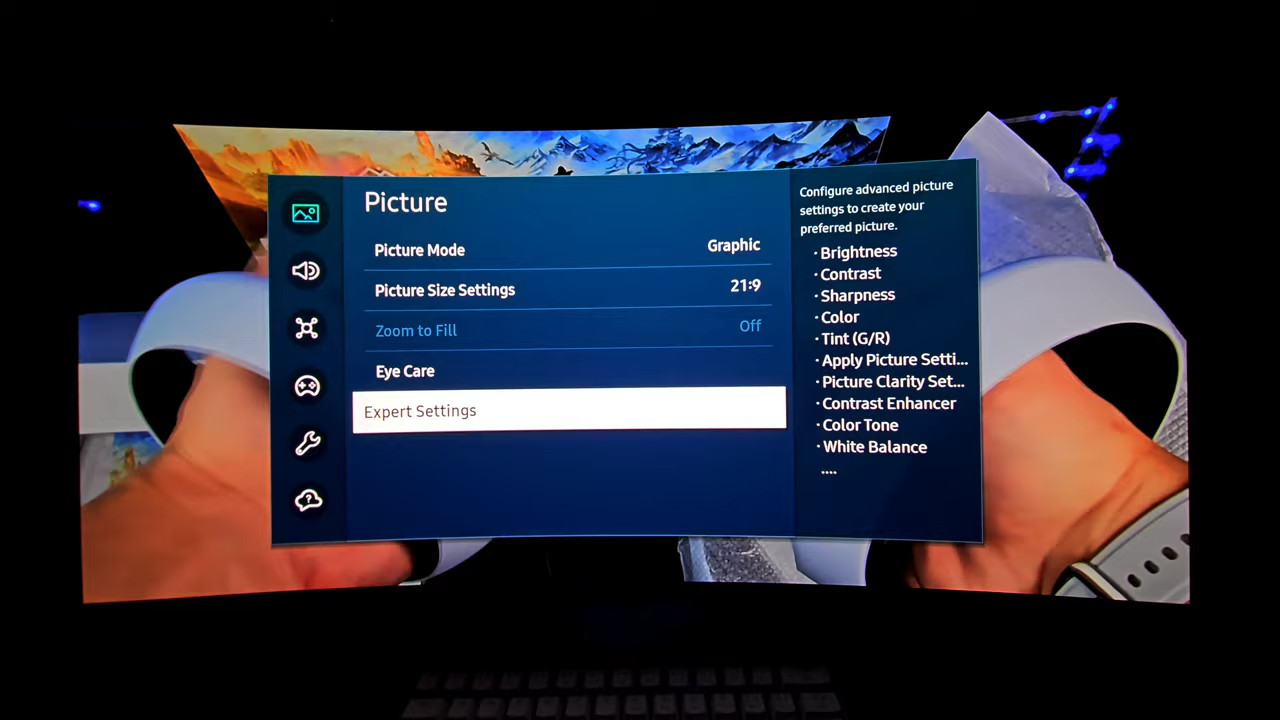 Picture
Picture Mode Graphic
Picture Size Settings 21:9
Zoom to Fill Off
Eye Care
Expert Settings
Configure advanced picture
settings to create your
preferred picture.
· Brightness
· Contrast
· Sharpness
· Color
· Tint (G/R)
· Apply Picture Setti...
· Picture Clarity Set...
· Contrast Enhancer
· Color Tone
· White Balance
....